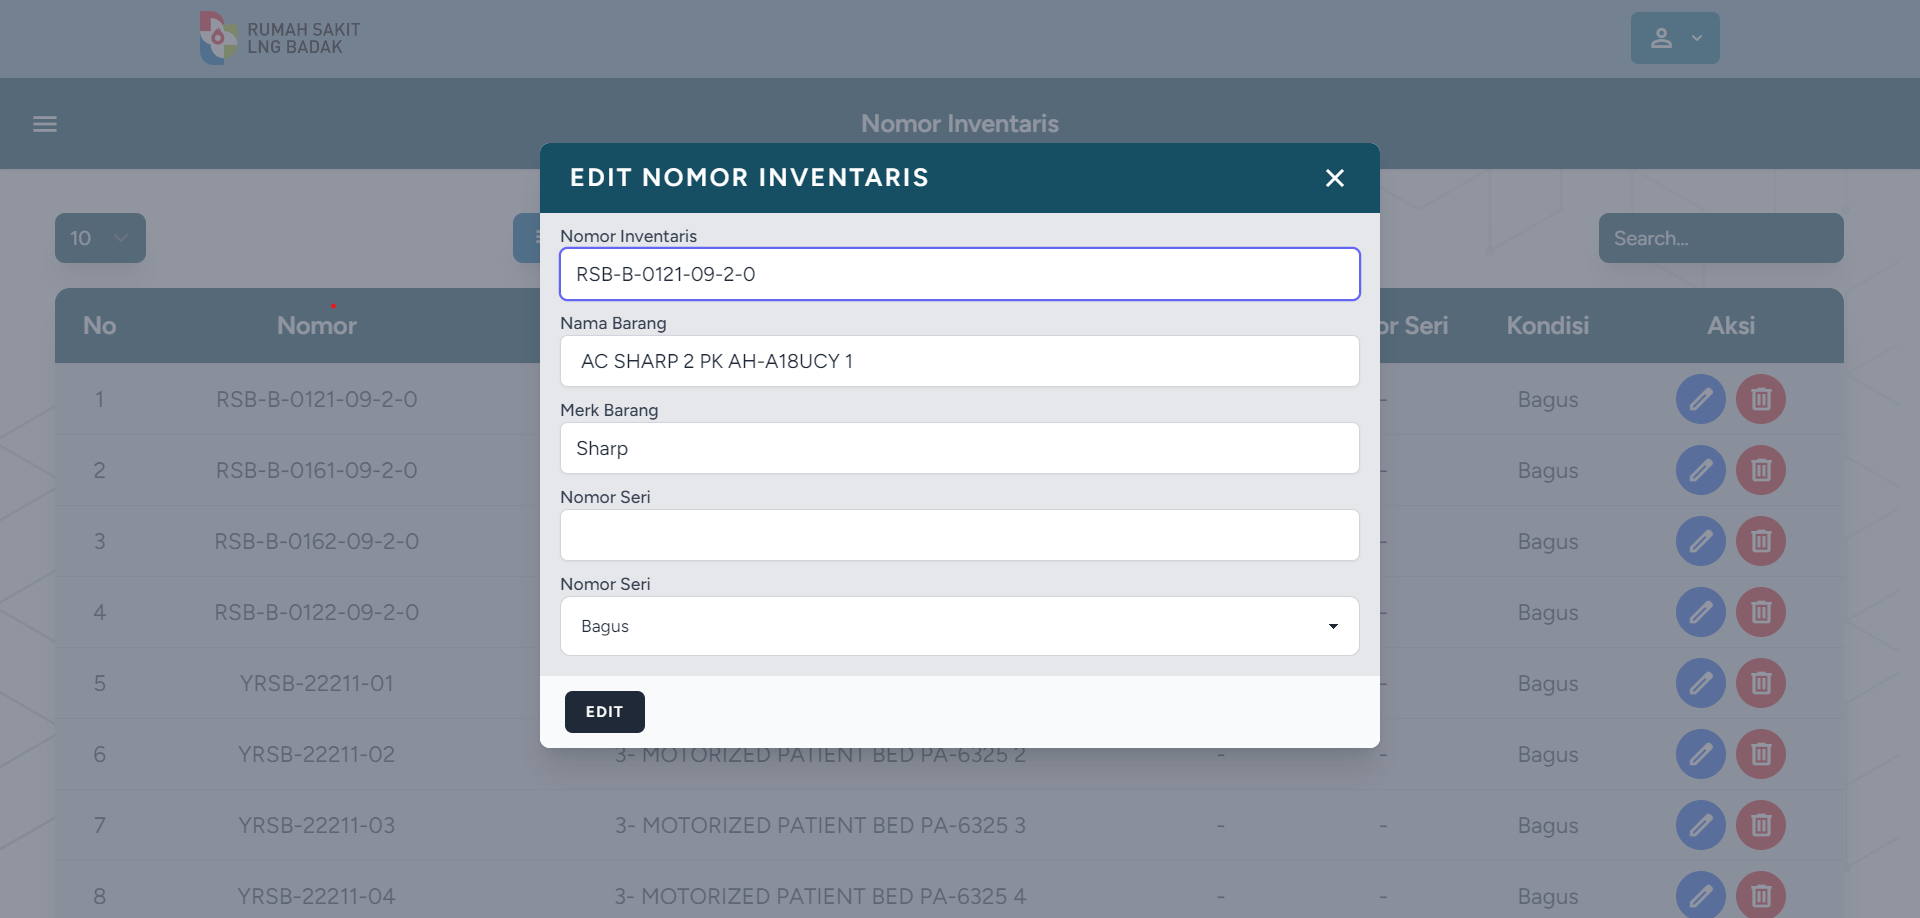 RUMAH SAKIT
LNG BADAK
Nomor Inventaris
EDIT NOMOR INVENTARIS
10
Search...
Nomor Inventaris
RSB-B-0121-09-2-0
Nama Barang
AC SHARP 2 PK AH-A18UCY 1
Merk Barang
Sharp
Nomor Seri
Nomor Seri
Bagus
EDIT
No Nomor Seri Kondisi Aksi
1 RSB-B-0121-09-2-0 - Bagus
2 RSB-B-0161-09-2-0 - Bagus
3 RSB-B-0162-09-2-0 - Bagus
4 RSB-B-0122-09-2-0 - Bagus
5 YRSB-22211-01 - Bagus
6 YRSB-22211-02 3- MOTORIZED PATIENT BED PA-6325 2 - - Bagus
7 YRSB-22211-03 3- MOTORIZED PATIENT BED PA-6325 3 - - Bagus
8 YRSB-22211-04 3- MOTORIZED PATIENT BED PA-6325 4 - - Bagus